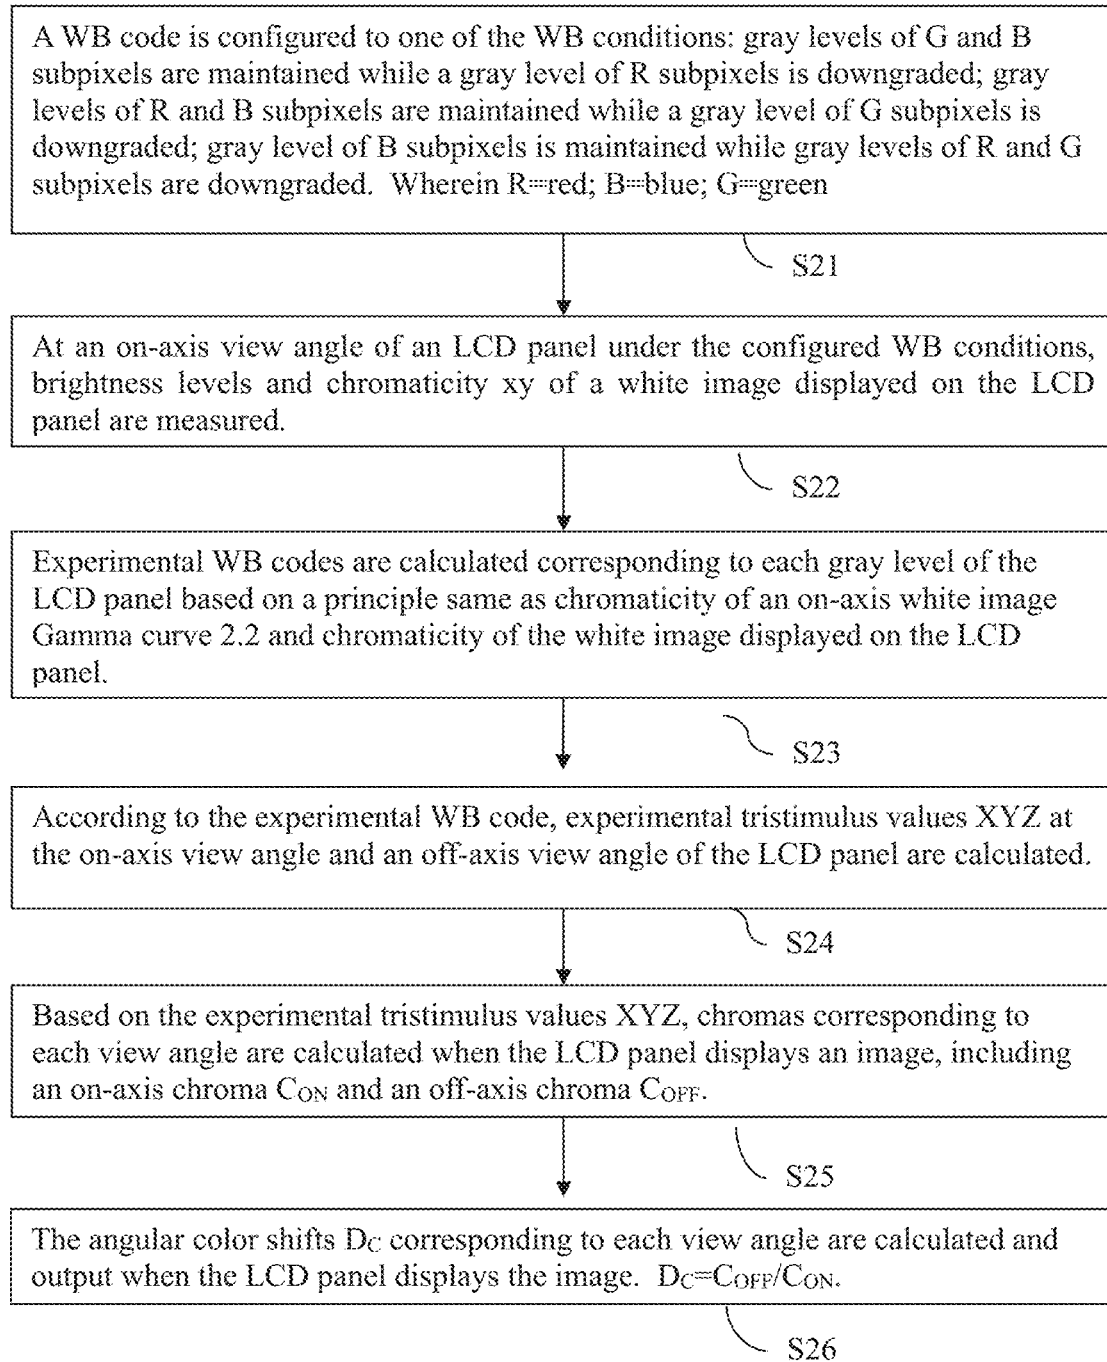 A WB code is configured to one of the WB conditions: gray levels of G and B
subpixels are maintained while a gray level of R subpixels is downgraded; gray
levels of R and B subpixels are maintained while a gray level of G subpixels is
downgraded; gray level of B subpixels is maintained while gray levels of R and G
subpixels are downgraded. Wherein R=red; B=blue; G=green
S21
At an on-axis view angle of an LCD panel under the configured WB conditions,
brightness levels and chromaticity xy of a white image displayed on the LCD
panel are measured.
S22
Experimental WB codes are calculated corresponding to each gray level of the
LCD panel based on a principle same as chromaticity of an on-axis white image
Gamma curve 2.2 and chromaticity of the white image displayed on the LCD
panel.
S23
According to the experimental WB code, experimental tristimulus values XYZ at
the on-axis view angle and an off-axis view angle of the LCD panel are calculated.
S24
Based on the experimental tristimulus values XYZ, chromas corresponding to
each view angle are calculated when the LCD panel displays an image, including
an on-axis chroma CON and an off-axis chroma COFF.
S25
The angular color shifts DC corresponding to each view angle are calculated and
output when the LCD panel displays the image. DC=COFF/CON.
S26